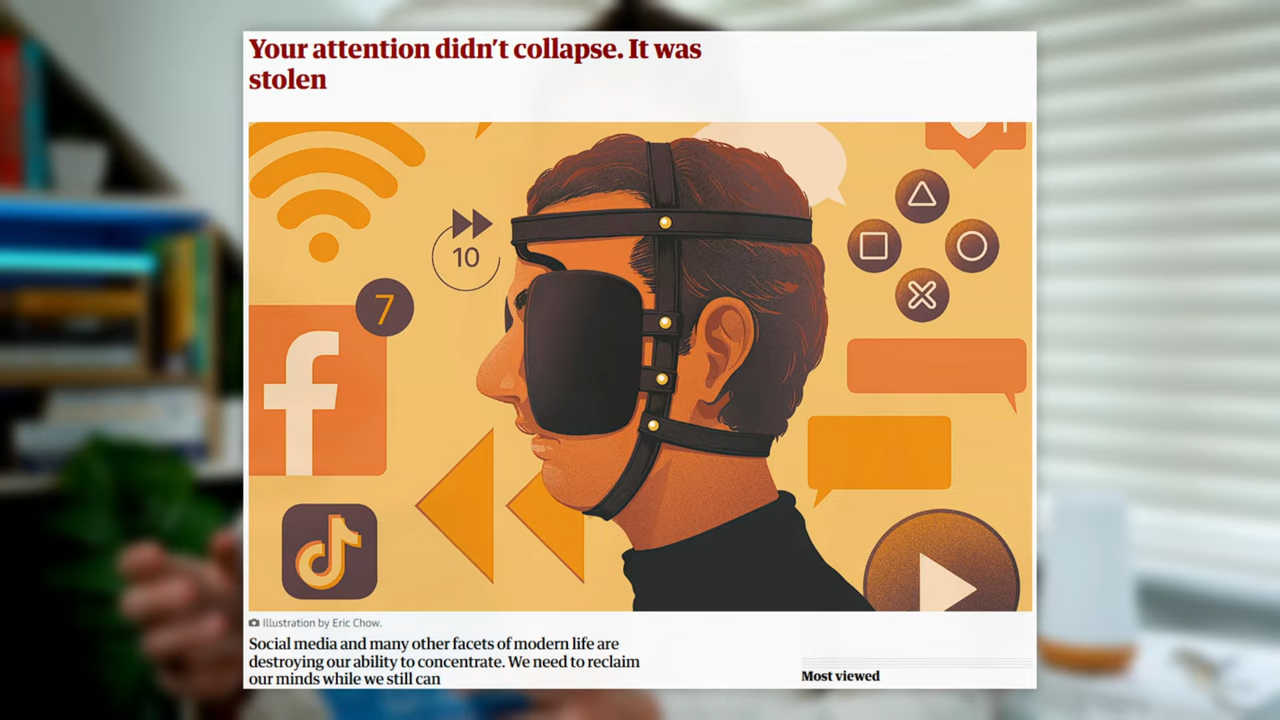 Your attention didn't collapse. It was
stolen
10
7
f
Illustration by Eric Chow.
Social media and many other facets of modern life are
destroying our ability to concentrate. We need to reclaim
our minds while we still can
Most viewed